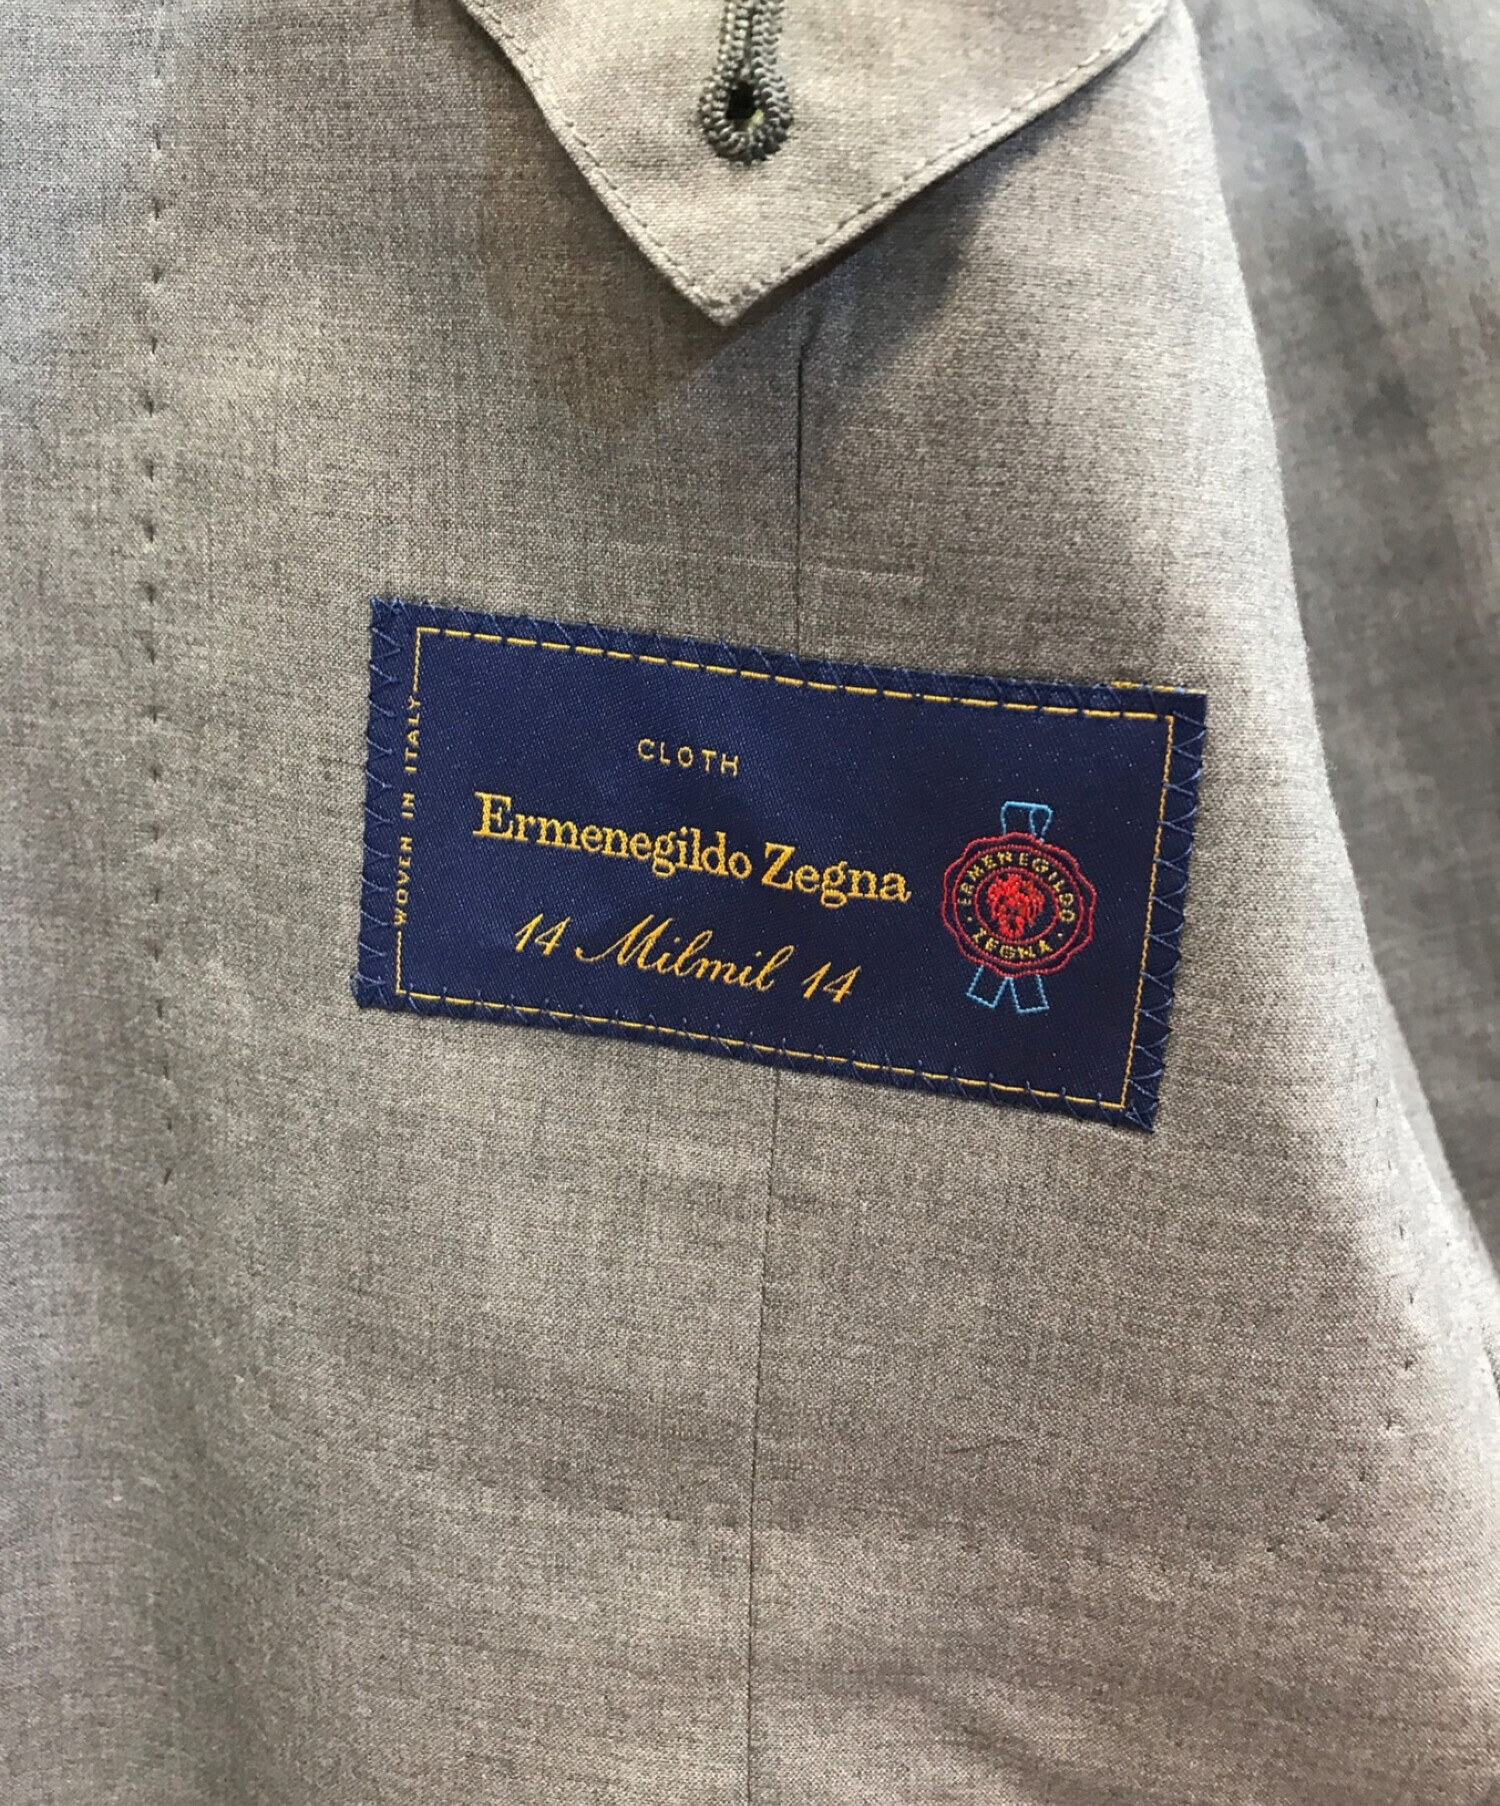 WOVEN IN ITALY
CLOTH
Ermenegildo Zegna
14 Milmil 14
ERMENEGILDO
· ZEGNA ·